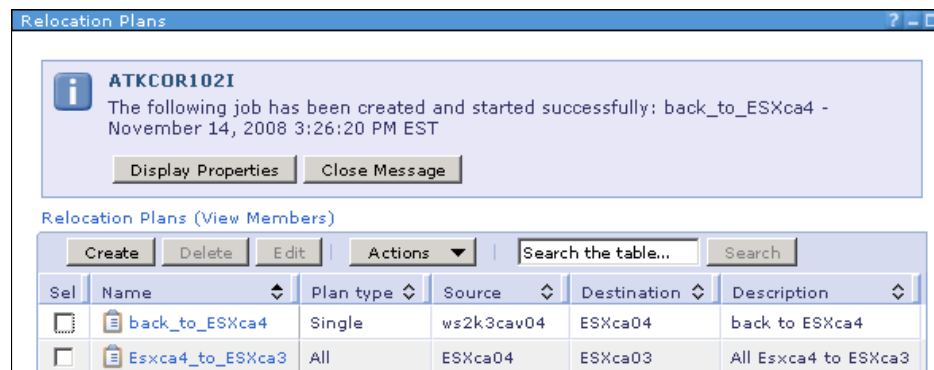 Relocation Plans ?
ATKCOR102I
The following job has been created and started successfully: back_to_ESXca4 -
November 14, 2008 3:26:20 PM EST
Display Properties Close Message
Relocation Plans (View Members)
Create Delete Edit Actions Search the table... Search
Sel Name Plan type Source Destination Description
back_to_ESXca4 Single ws2k3cav04 ESXca04 back to ESXca4
Esxca4_to_ESXca3 All ESXca04 ESXca03 All Esxca4 to ESXca3